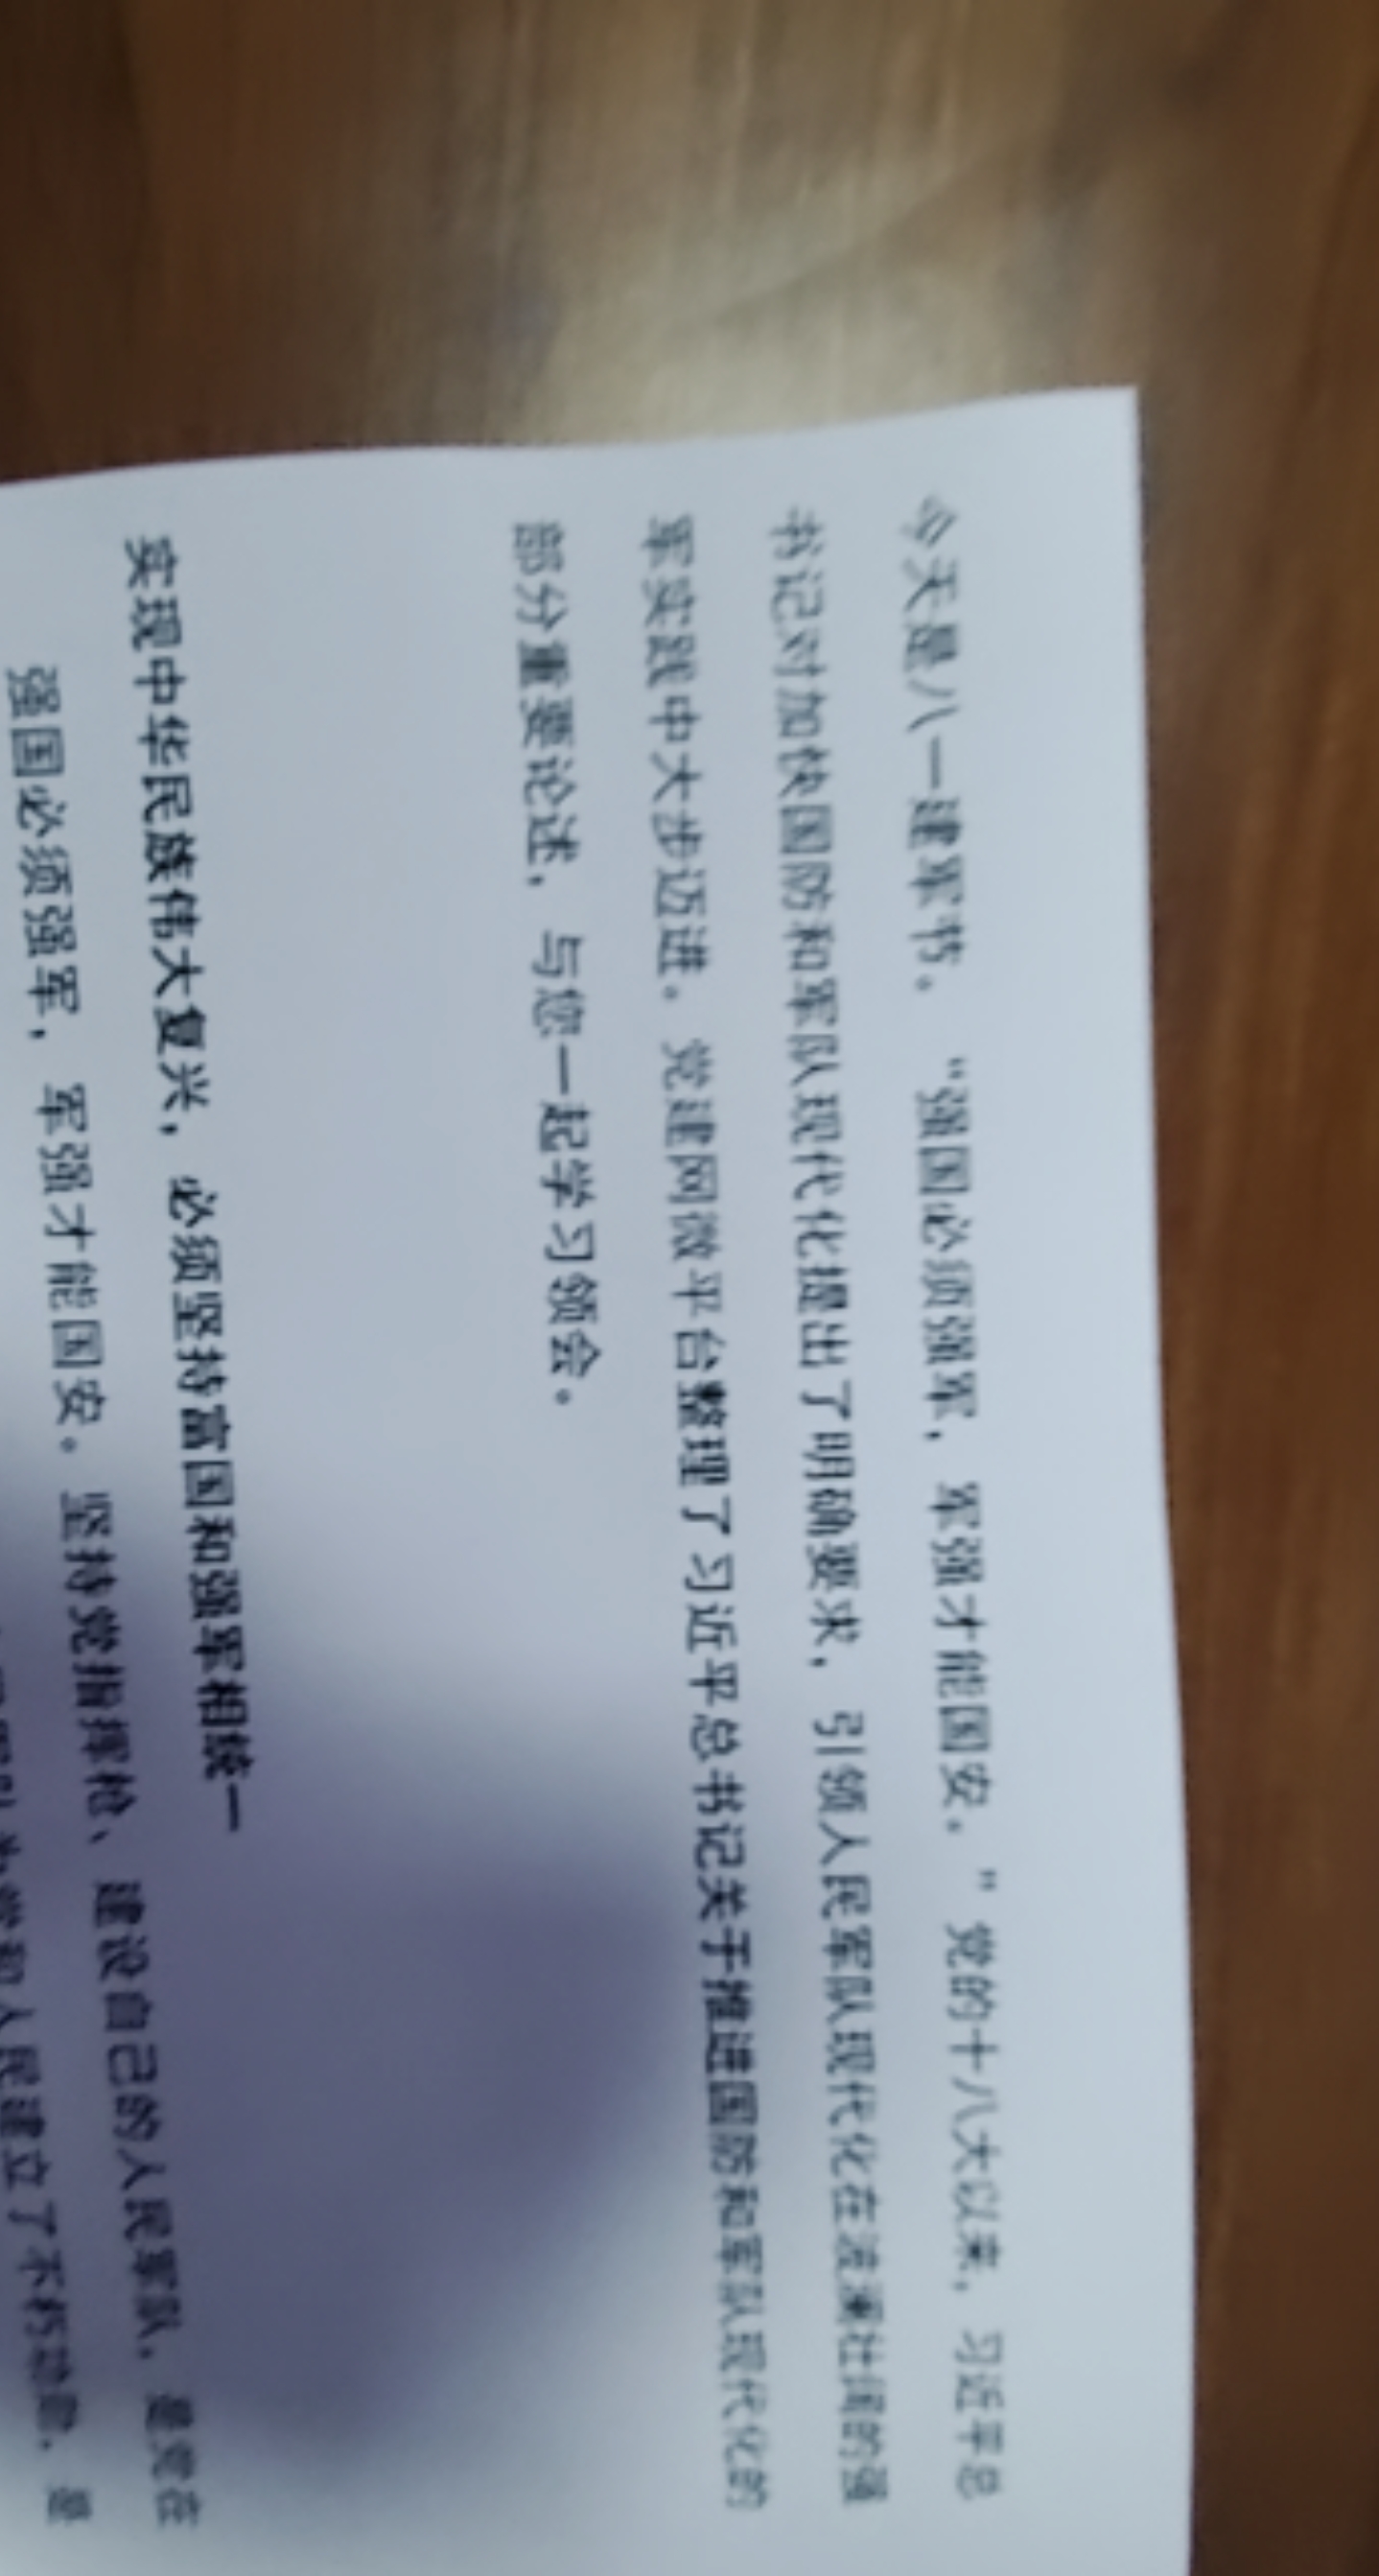 今天是八一建军节。“强国必须强军，军强才能国安。”党的十八大以来，习近平总
书记对加快国防和军队现代化提出了明确要求，引领人民军队现代化在波澜壮阔的强
军实践中大步迈进。党建网微平台整理了习近平总书记关于推进国防和军队现代化的
部分重要论述，与您一起学习领会。
实现中华民族伟大复兴，必须坚持富国和强军相统一
强国必须强军，军强才能国安。坚持党指挥枪、建设自己的人民军队，是党在
党和人民建立了不朽功勋，是